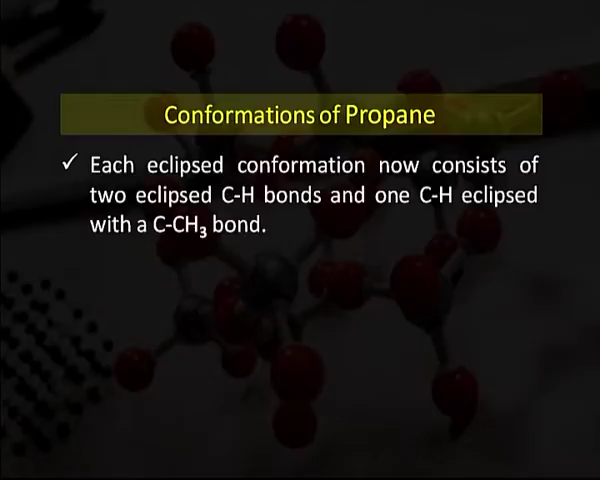 Conformations of Propane
✓ Each eclipsed conformation now consists of
two eclipsed C-H bonds and one C-H eclipsed
with a C-CH₃ bond.